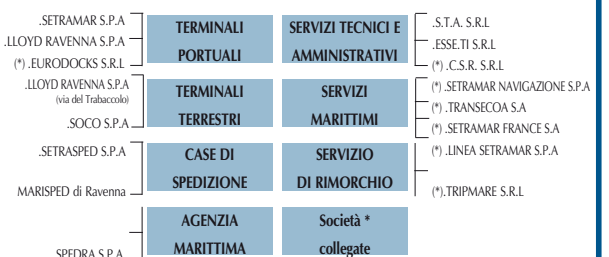 .SETRAMAR S.P.A
.LLOYD RAVENNA S.P.A
(*) .EURODOCKS S.R.L
TERMINALI
PORTUALI
SERVIZI TECNICI E
AMMINISTRATIVI
.S.T.A. S.R.L
.ESSE.TI S.R.L
(*) .C.S.R. S.R.L
.LLOYD RAVENNA S.P.A
(via del Trabaccolo)
.SOCO S.P.A
TERMINALI
TERRESTRI
SERVIZI
MARITTIMI
(*) .SETRAMAR NAVIGAZIONE S.P.A
(*) .TRANSECOA S.A
(*) .SETRAMAR FRANCE S.A
.SETRASPED S.P.A
MARISPED di Ravenna
CASE DI
SPEDIZIONE
SERVIZIO
DI RIMORCHIO
(*) .LINEA SETRAMAR S.P.A
(*).TRIPMARE S.R.L
SPEDRA S.P.A.
AGENZIA
MARITTIMA
Società *
collegate